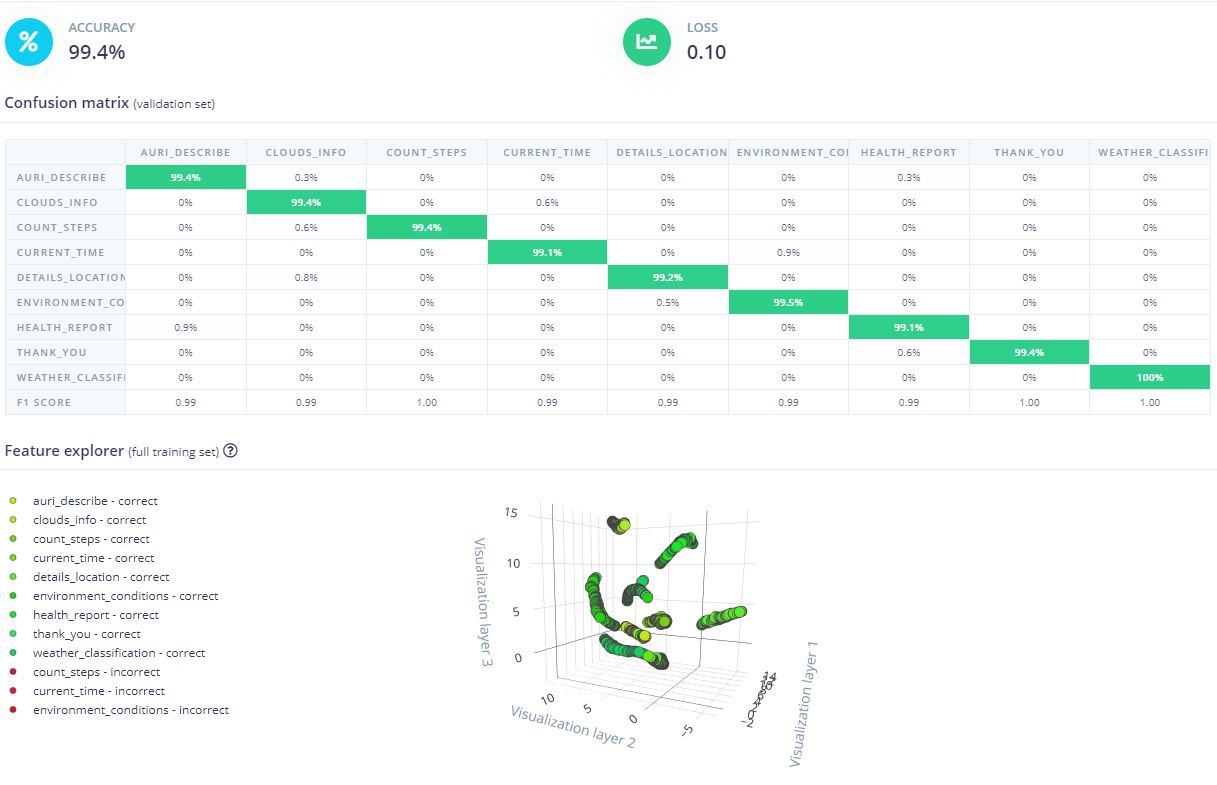 ACCURACY
99.4%
LOSS
0.10
Confusion matrix (validation set)
AURI_DESCRIBE CLOUDS_INFO COUNT_STEPS CURRENT_TIME DETAILS_LOCATION ENVIRONMENT_CO HEALTH_REPORT THANK_YOU WEATHER_CLASSIFI
AURI_DESCRIBE 99.4% 0.3% 0% 0% 0% 0% 0.3% 0% 0%
CLOUDS_INFO 0% 99.4% 0% 0.6% 0% 0% 0% 0% 0%
COUNT_STEPS 0% 0.6% 99.4% 0% 0% 0% 0% 0% 0%
CURRENT_TIME 0% 0% 0% 99.1% 0% 0.9% 0% 0% 0%
DETAILS_LOCATION 0% 0.8% 0% 0% 99.2% 0% 0% 0% 0%
ENVIRONMENT_CO 0% 0% 0% 0% 0.5% 99.5% 0% 0% 0%
HEALTH_REPORT 0.9% 0% 0% 0% 0% 0% 99.1% 0% 0%
THANK_YOU 0% 0% 0% 0% 0% 0% 0.6% 99.4% 0%
WEATHER_CLASSIFI 0% 0% 0% 0% 0% 0% 0% 0% 100%
F1 SCORE 0.99 0.99 1.00 0.99 0.99 0.99 0.99 1.00 1.00
Feature explorer (full training set) ?
auri_describe - correct
clouds_info - correct
count_steps - correct
current_time - correct
details_location - correct
environment_conditions - correct
health_report - correct
thank_you - correct
weather_classification - correct
count_steps - incorrect
current_time - incorrect
environment_conditions - incorrect
15
10
5
0
Visualization layer 3
10
5
0
−5
Visualization layer 2
14
0
−2
Visualization layer 1